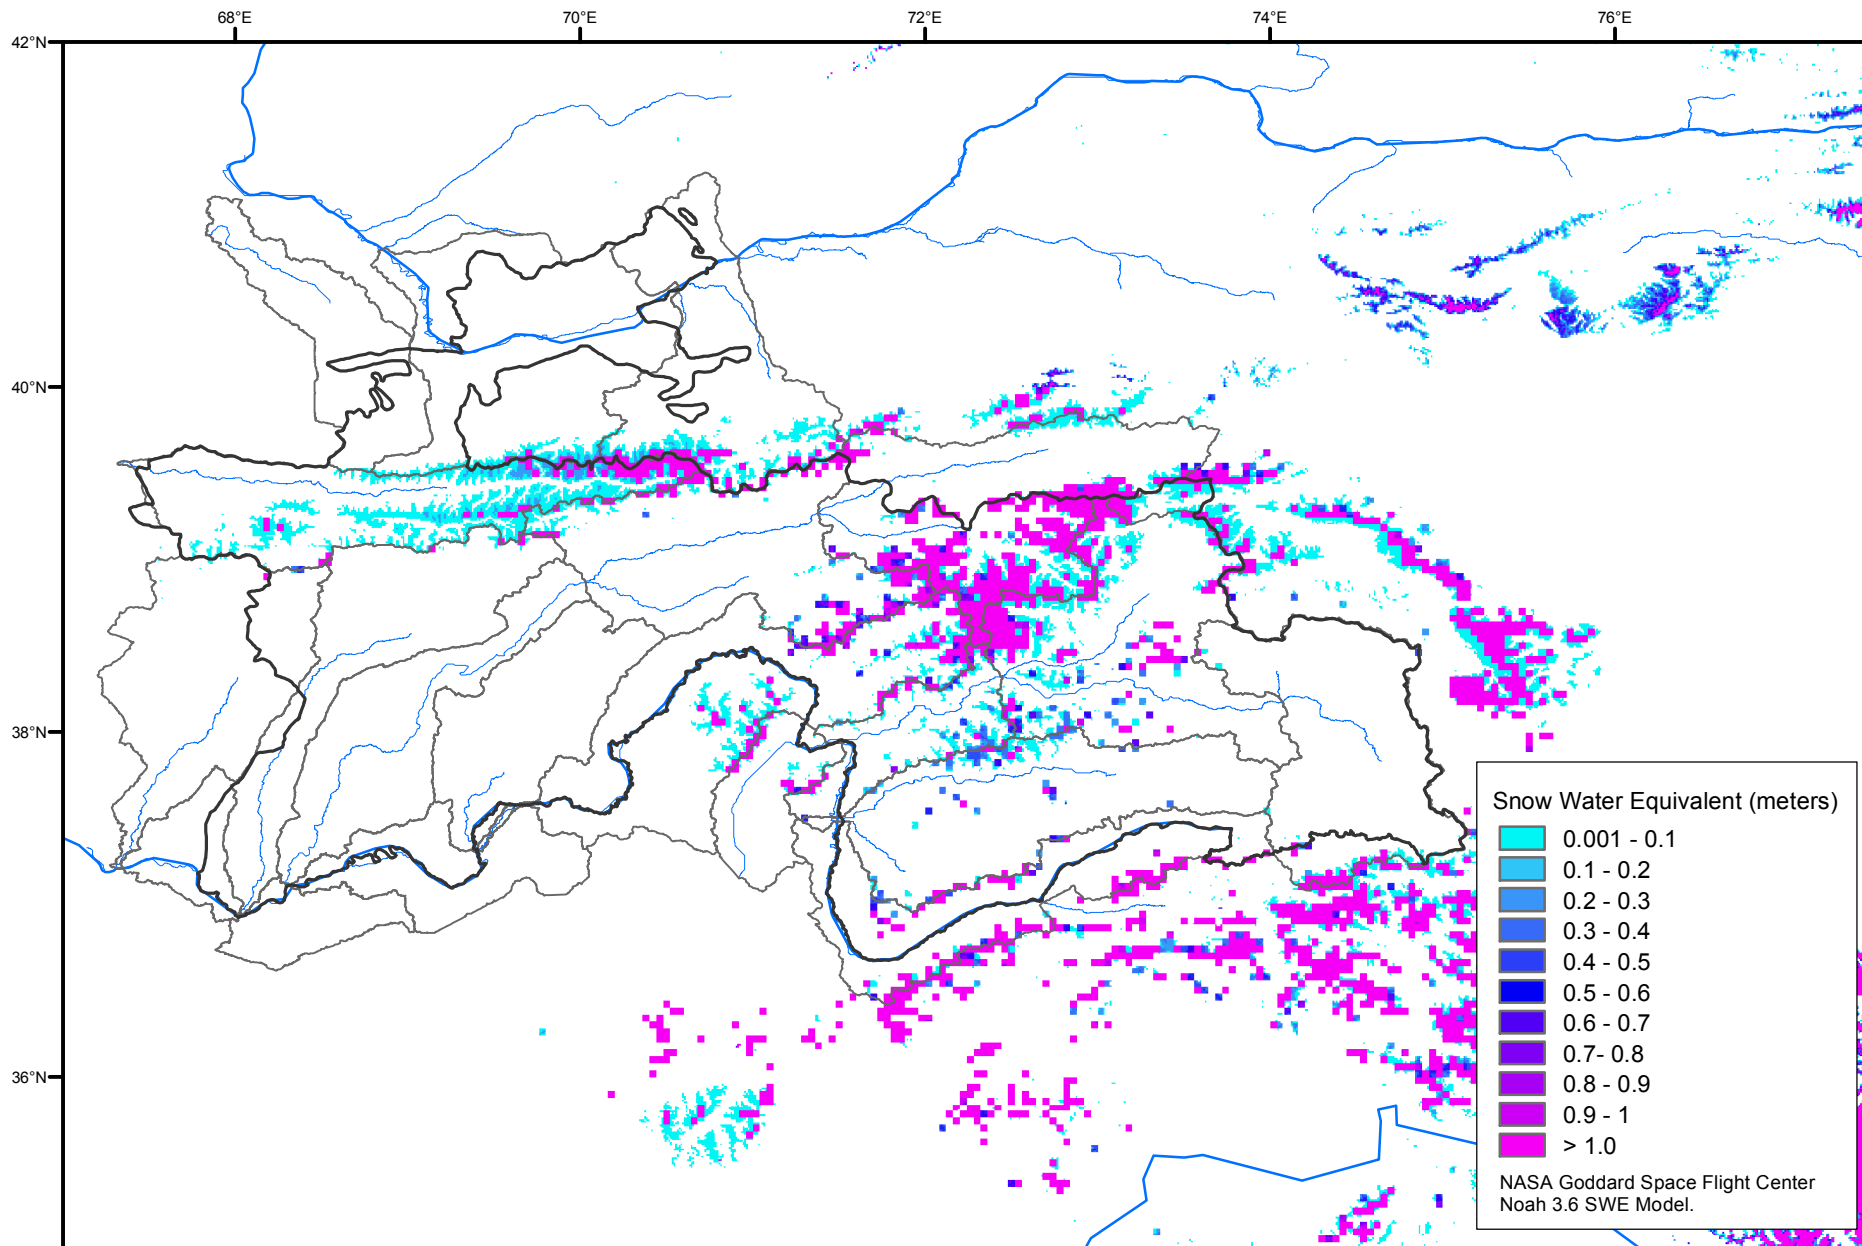 68°E 70°E 72°E 74°E 76°E
42°N
40°N
38°N
36°N
Snow Water Equivalent (meters)
0.001 - 0.1
0.1 - 0.2
0.2 - 0.3
0.3 - 0.4
0.4 - 0.5
0.5 - 0.6
0.6 - 0.7
0.7- 0.8
0.8 - 0.9
0.9 - 1
> 1.0
NASA Goddard Space Flight Center
Noah 3.6 SWE Model.